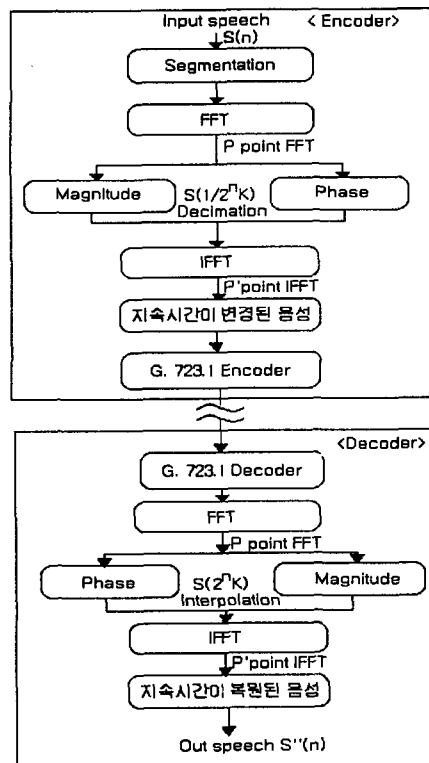 Input speech
< Encoder>
S(n)
Segmentation
FFT
P point FFT
Magnitude
S(1/2ⁿK)
Decimation
Phase
IFFT
P'point IFFT
지속시간이 변경된 음성
G. 723.1 Encoder
<Decoder>
G. 723.1 Decoder
FFT
P point FFT
Phase
S(2ⁿK)
Interpolation
Magnitude
IFFT
P'point IFFT
지속시간이 복원된 음성
Out speech S''(n)